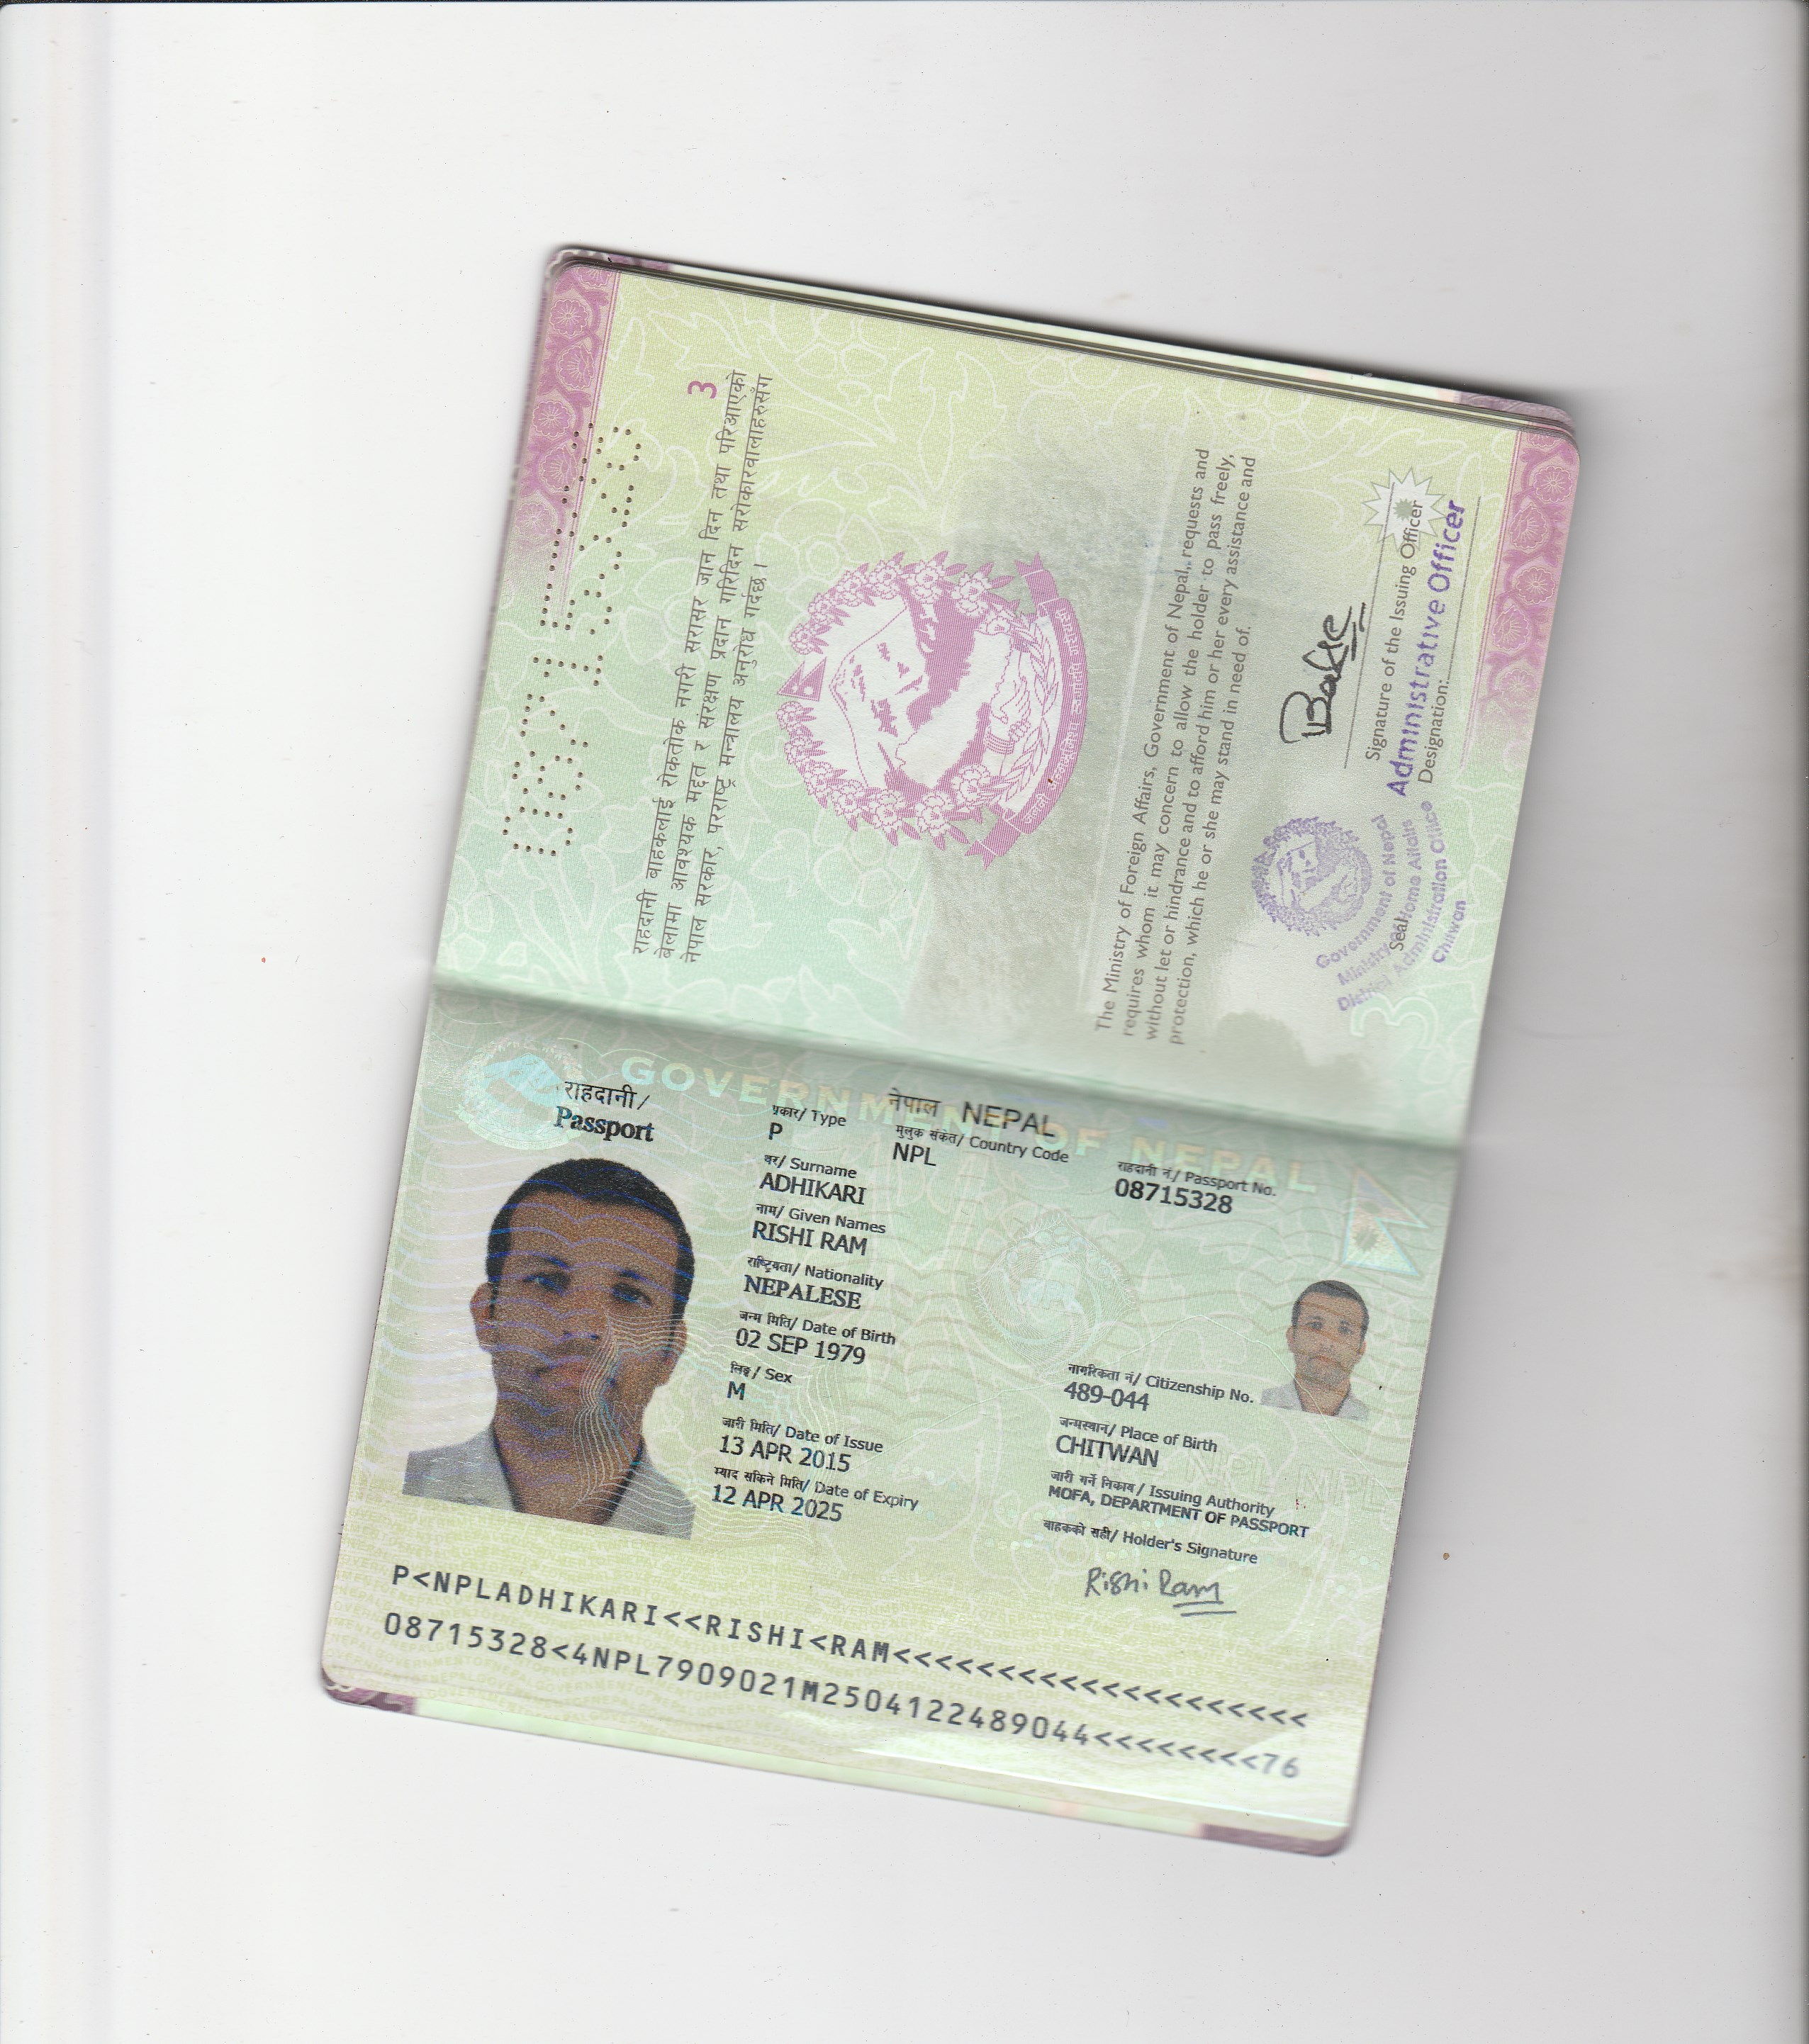 3
राहदानी बाहकलाई रोकतोक नगरी सरासर जान दिन तथा परिआएको
बेलामा आवश्यक मद्दत र संरक्षण प्रदान गरिदिन सरोकारवालाहरुसँग
नेपाल सरकार, परराष्ट्र मन्त्रालय अनुरोध गर्दछ ।
The Ministry of Foreign Affairs, Government of Nepal, requests and
requires whom it may concern to allow the holder to pass freely,
without let or hindrance and to afford him or her every assistance and
protection, which he or she may stand in need of.
Signature of the Issuing Officer
Administrative Officer
Designation:
Seal
Government of Nepal
Ministry of Home Affairs
District Administration Office
Chitwan
3
GOVERNMENT OF NEPAL
राहदानी/
Passport
नेपाल NEPAL
प्रकार/ Type
P
मुलुक संकेत/ Country Code
NPL
राहदानी नं/ Passport No.
08715328
थर/ Surname
ADHIKARI
नाम/ Given Names
RISHI RAM
राष्ट्रियता/ Nationality
NEPALESE
जन्म मिति/ Date of Birth
02 SEP 1979
लिङ्ग/ Sex
M
नागरिकता नं/ Citizenship No.
489-044
जन्मस्थान/ Place of Birth
CHITWAN
जारी मिति/ Date of Issue
13 APR 2015
म्याद सकिने मिति/ Date of Expiry
12 APR 2025
जारी गर्ने निकाय/ Issuing Authority
MOFA, DEPARTMENT OF PASSPORT
बाहकको सही/ Holder's Signature
Rishi Ram
P<NPLADHIKARI<<RISHI<RAM<<<<<<<<<<<<<<<<<<<<
08715328<4NPL7909021M2504122489044<<<<<<<<76